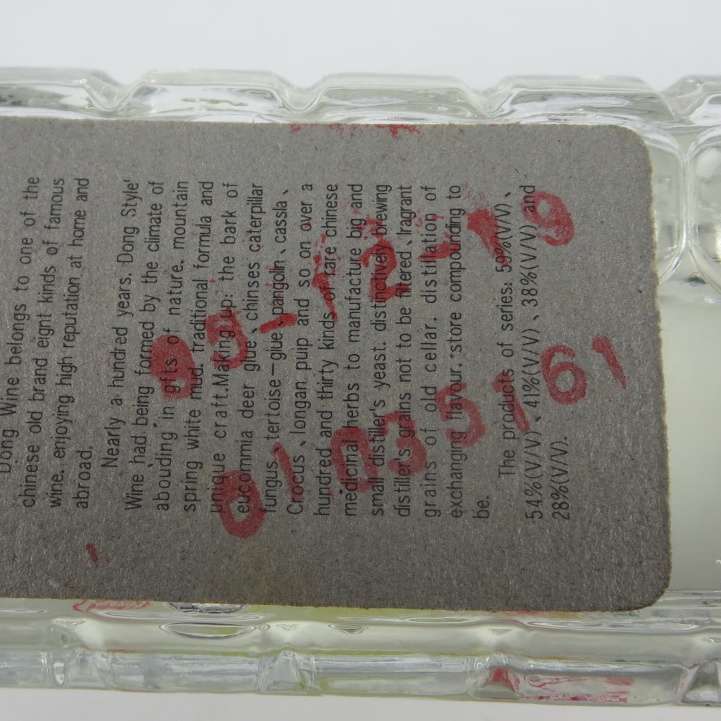 Dong Wine belongs to one of the
chinese old brand eignt kinds of famous
wine, enjoying high reputation at home and
abroad.
Nearly a hundred years, Dong Style'
Wine had being formed by the climate of
abouding in gifts of nature, mountain
spring white mud, traditional formula and
unique craft.Making up: the bark of
eucommia deer glue、chinses caterpillar
fungus、tertoise-glue、pangolin、cassla、
Crocus、longan pulp and so on over a
hundred and thirty kinds of rare chinese
medicinal herbs to manufacture big and
small distiller's yeast, distinctively brewing
distiller's grains not to be filtered、fragrant
grains of old cellar, distillation of
exchanging flavour, store compounding to
be.
The products of series: 59%(V/V)、
54%(V/V)、41%(V/V)、38%(V/V) and
28%(V/V).